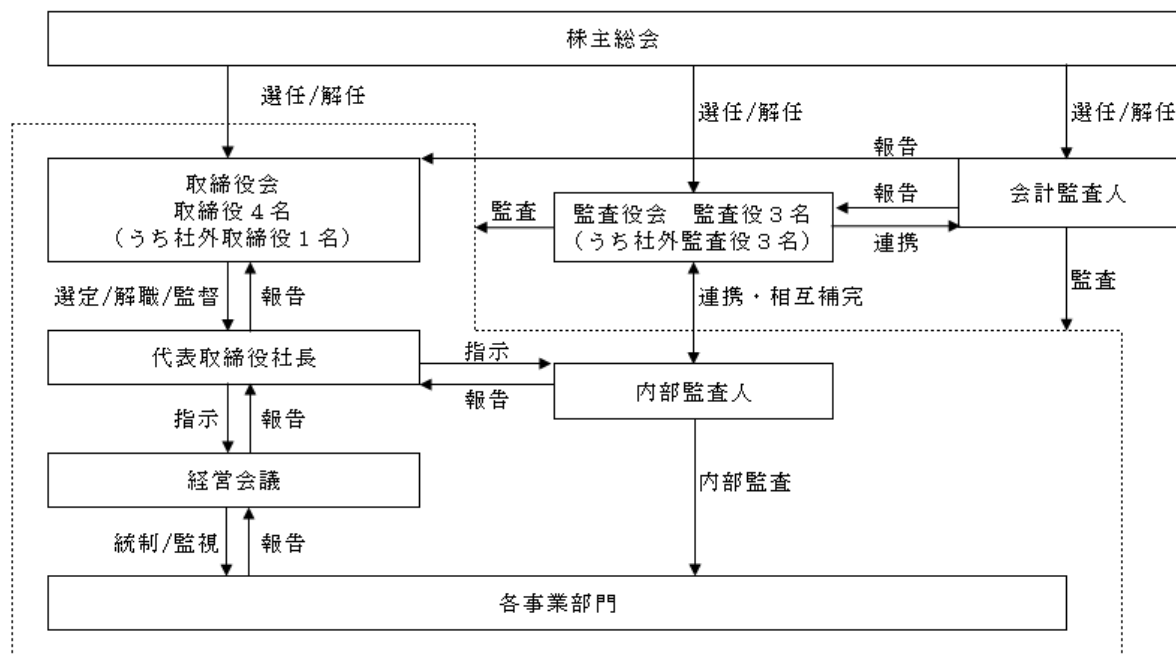 株主総会
選任/解任
選任/解任
選任/解任
報告
取締役会
取締役４名
（うち社外取締役１名）
監査
監査役会　監査役３名
（うち社外監査役３名）
報告
連携
会計監査人
選定/解職/監督
報告
連携・相互補完
監査
代表取締役社長
指示
報告
内部監査人
指示
報告
経営会議
内部監査
統制/監視
報告
各事業部門